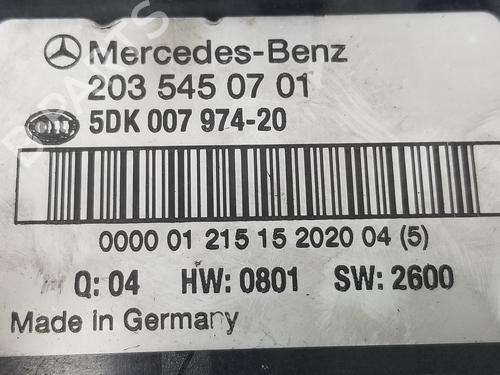 Mercedes-Benz
203 545 07 01
5DK 007 974-20
0000 01 215 15 2020 04 (5)
Q: 04 HW: 0801 SW: 2600
Made in Germany